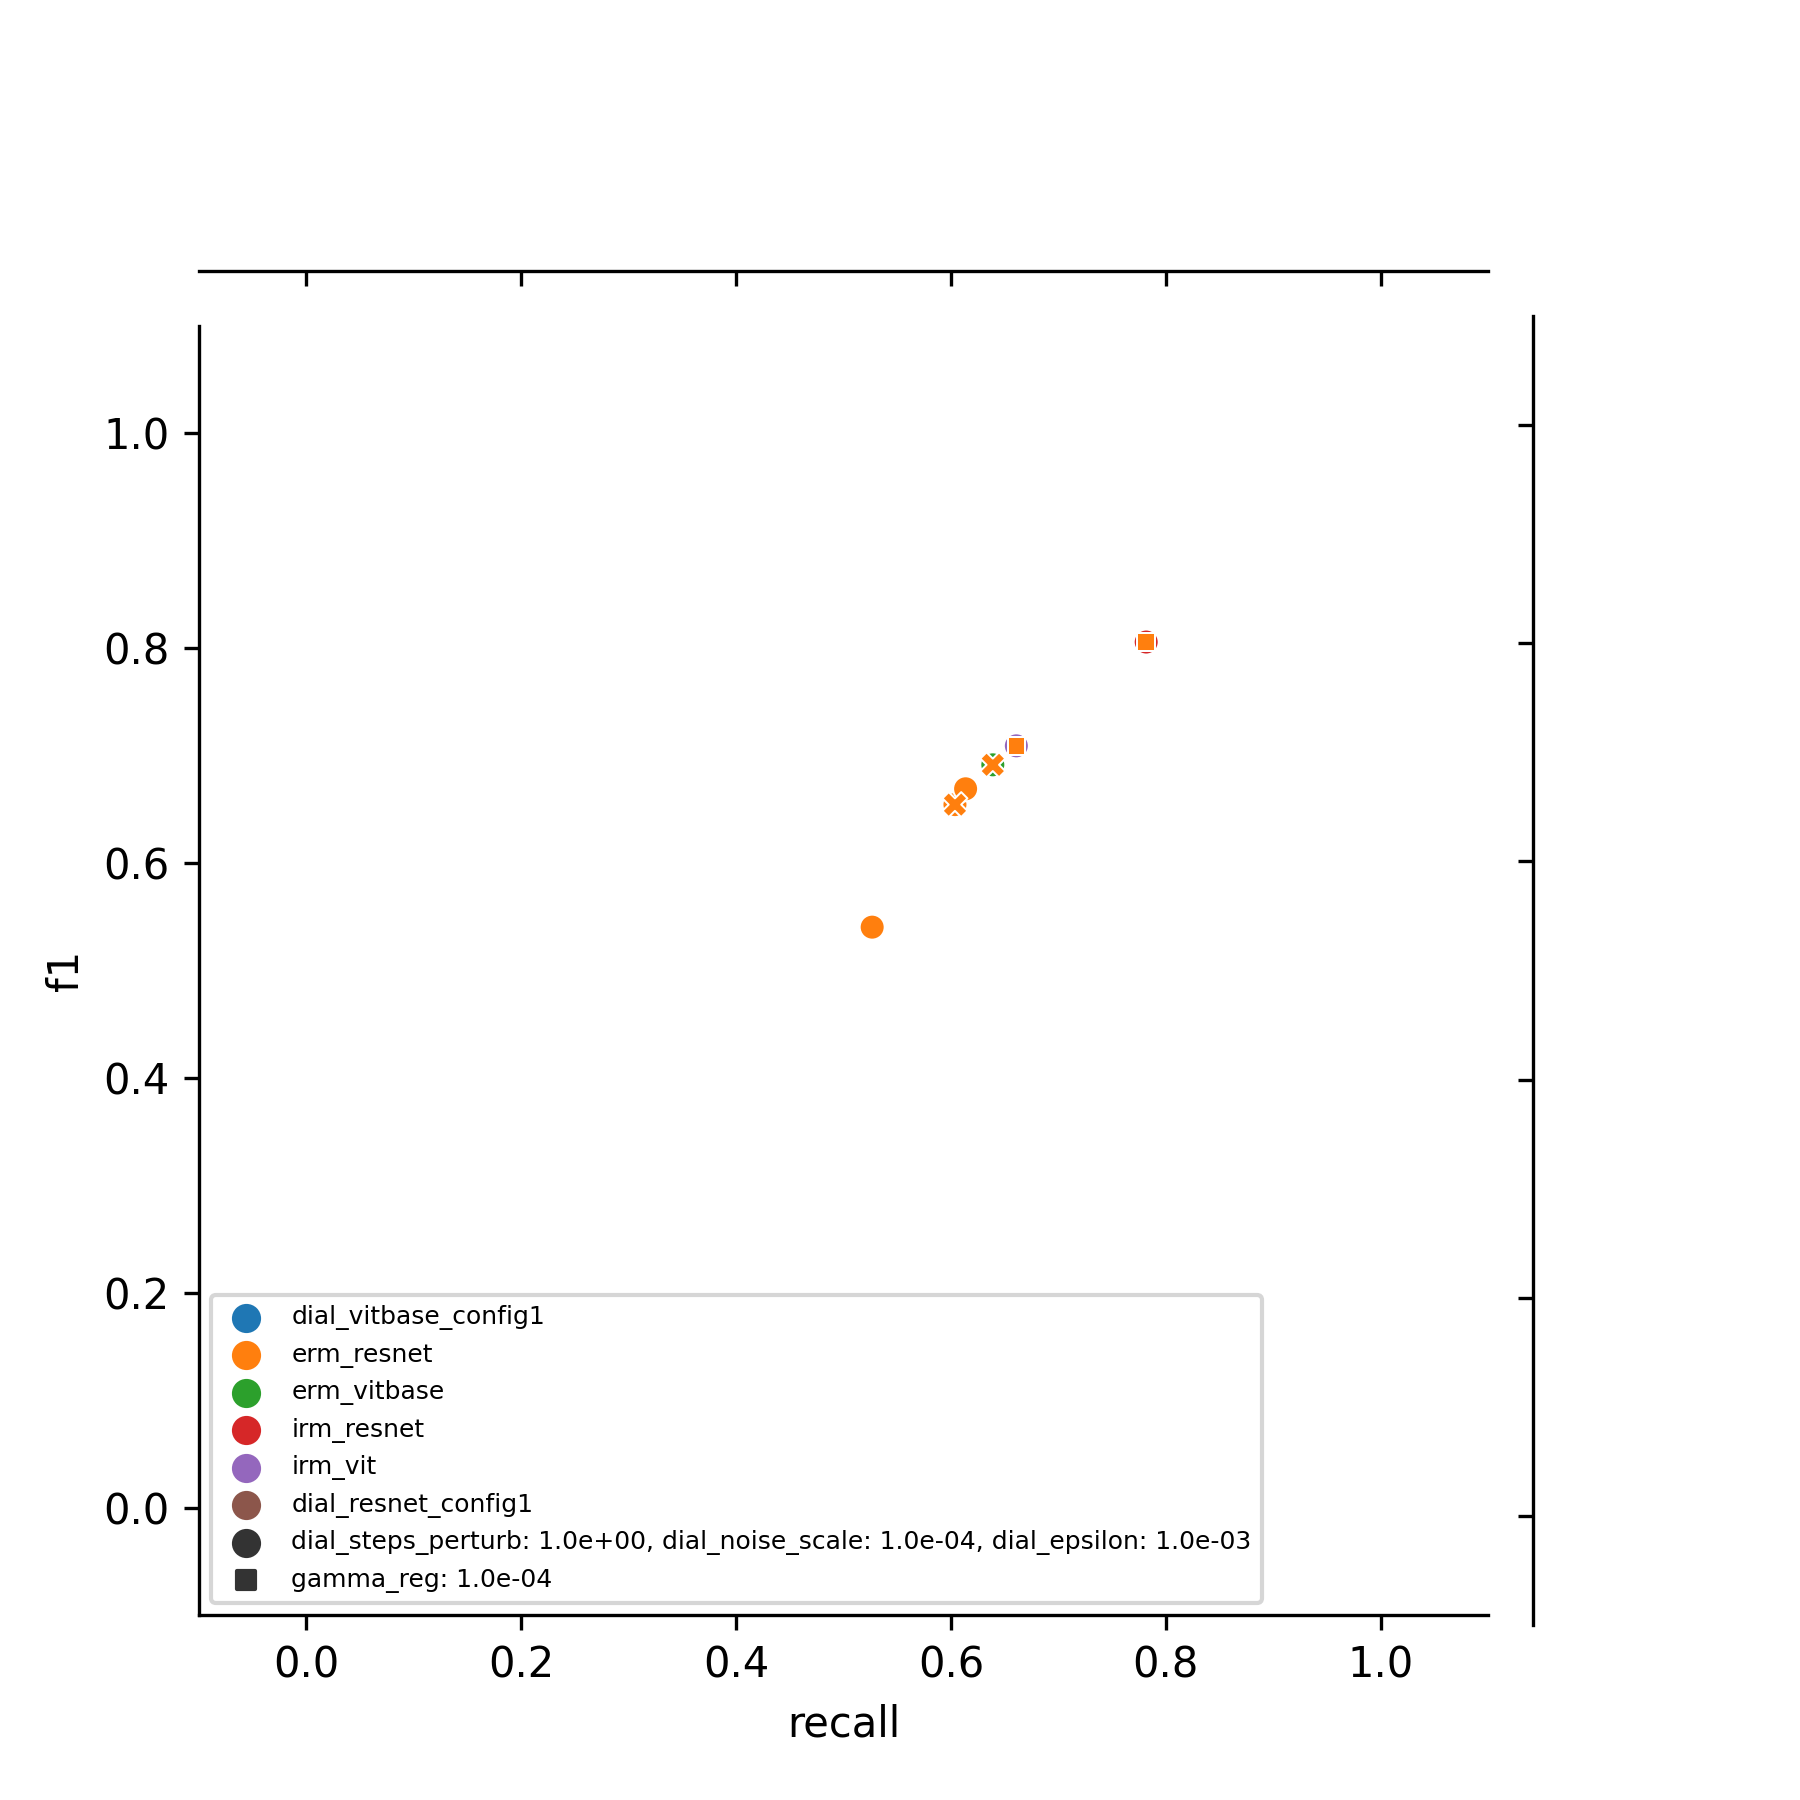 1.0
0.8
0.6
0.4
0.2
0.0
f1
dial_vitbase_config1
erm_resnet
erm_vitbase
irm_resnet
irm_vit
dial_resnet_config1
dial_steps_perturb: 1.0e+00, dial_noise_scale: 1.0e-04, dial_epsilon: 1.0e-03
gamma_reg: 1.0e-04
0.0 0.2 0.4 0.6 0.8 1.0
recall